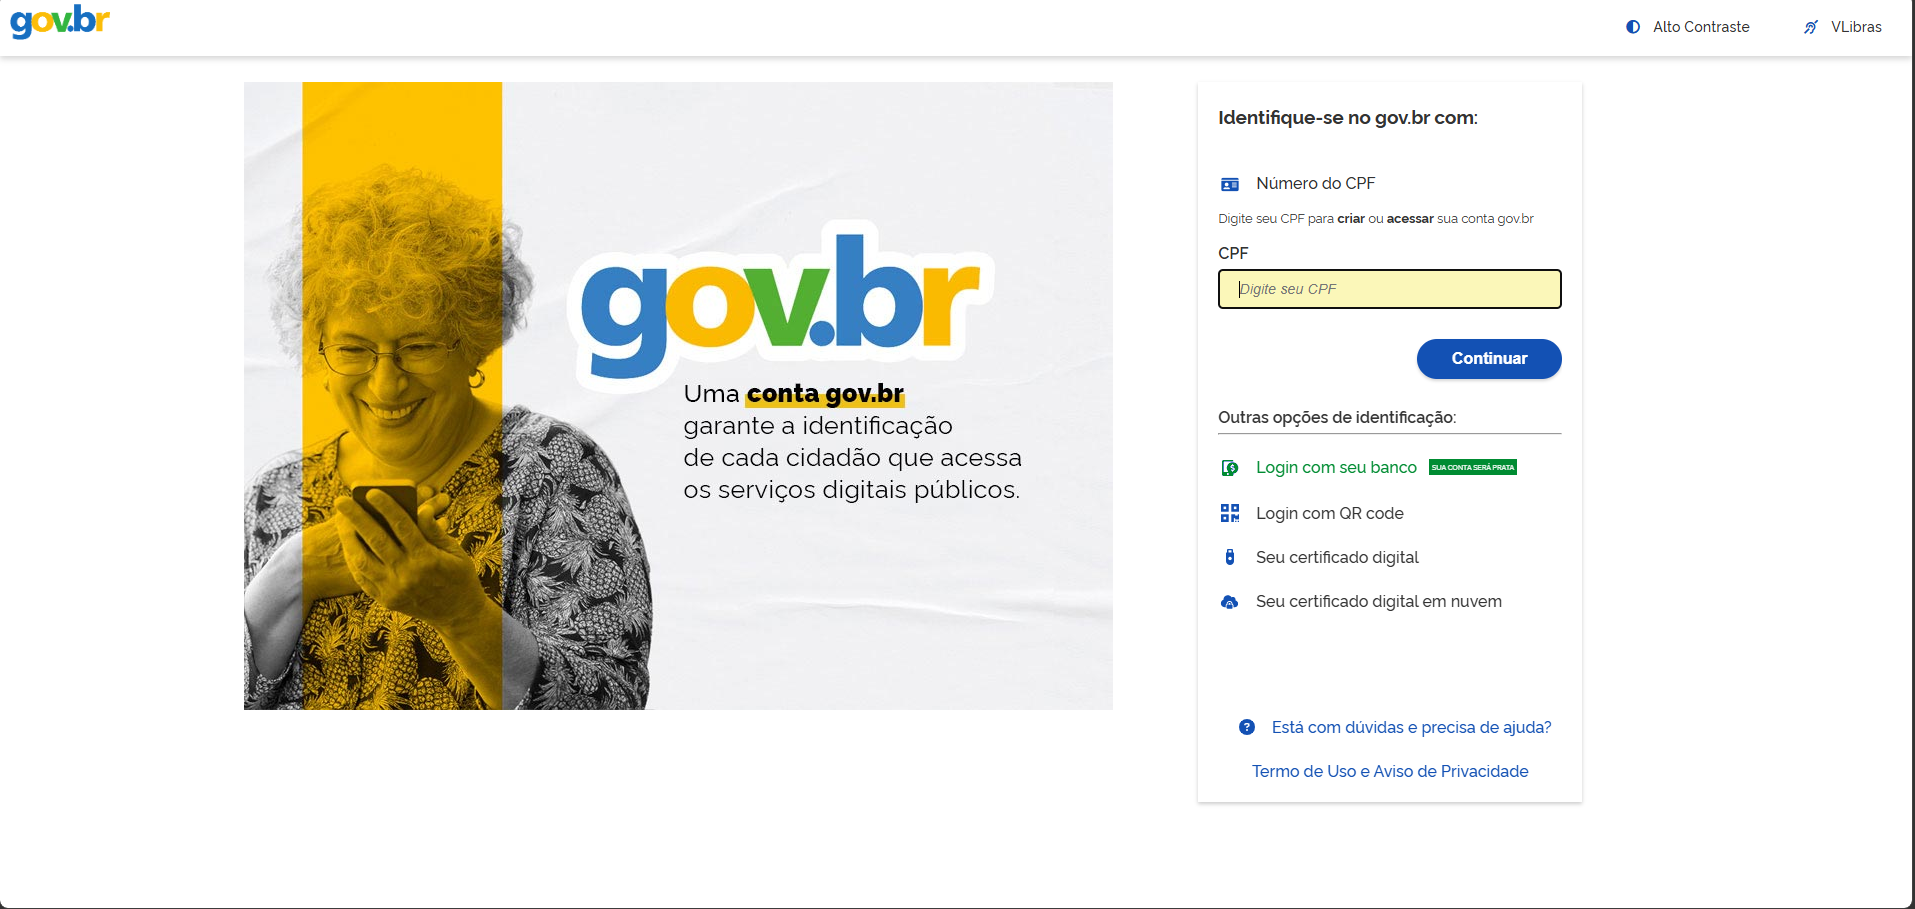 gov.br
Alto Contraste
VLibras
gov.br
Uma conta gov.br
garante a identificação
de cada cidadão que acessa
os serviços digitais públicos.
Identifique-se no gov.br com:
Número do CPF
Digite seu CPF para criar ou acessar sua conta gov.br
CPF
Digite seu CPF
Continuar
Outras opções de identificação:
Login com seu banco SUA CONTA SERÁ PRATA
Login com QR code
Seu certificado digital
Seu certificado digital em nuvem
Está com dúvidas e precisa de ajuda?
Termo de Uso e Aviso de Privacidade